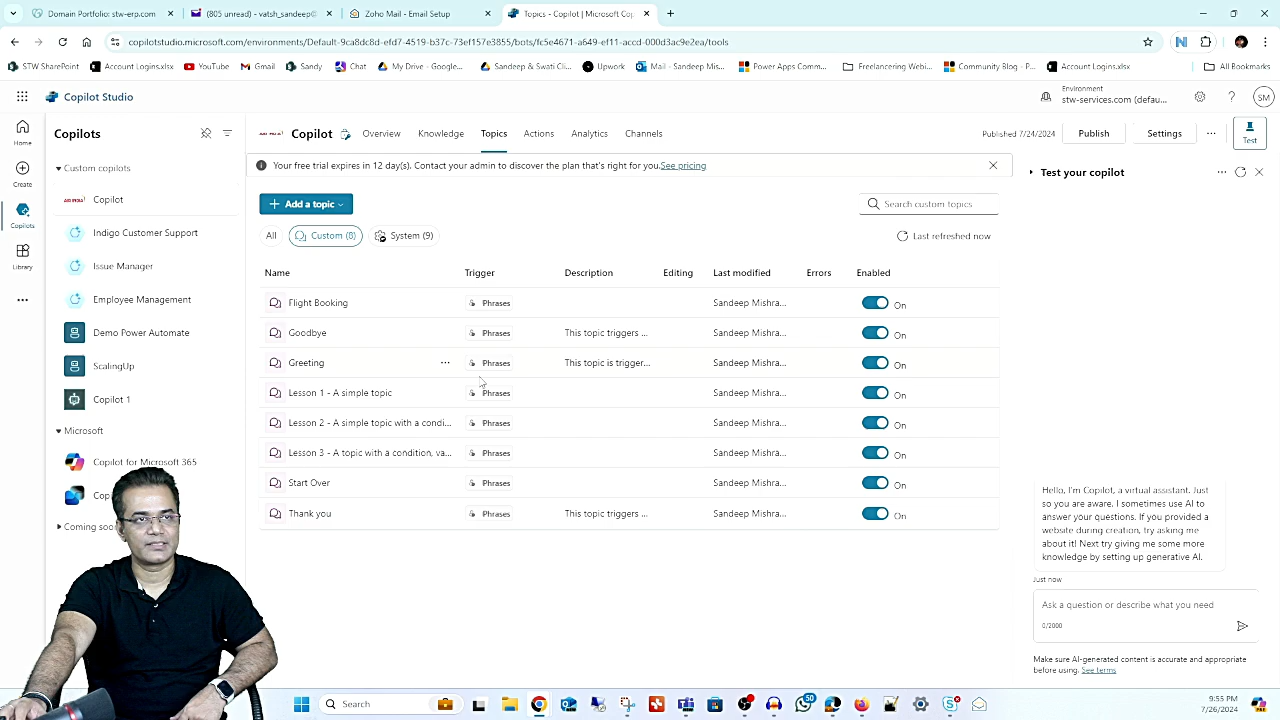 Domain Portfolio: stw-erp.com
(805 unread) - vatsh_sandeep@
Zoho Mail - Email Setup
Topics - Copilot | Microsoft Cop
copilotstudio.microsoft.com/environments/Default-9ca8dc8d-efd7-4519-b37c-73ef157e3855/bots/fc5e4671-a649-ef11-accd-000d3ac9e2ea/tools
STW SharePoint
Account Logins.xlsx
YouTube
Gmail
Sandy
Chat
My Drive - Google...
Sandeep & Swati Cli...
Upwork
Mail - Sandeep Mis...
Power Apps Comm...
Freelanceering Webi...
Community Blog - P...
Account Logins.xlsx
All Bookmarks
Copilot Studio
Environment
stw-services.com (defau...
SM
Home
Create
Copilots
Library
Copilots
Custom copilots
Copilot
Indigo Customer Support
Issue Manager
Employee Management
Demo Power Automate
ScalingUp
Copilot 1
Microsoft
Copilot for Microsoft 365
Cop
Coming soo
Copilot
Overview
Knowledge
Topics
Actions
Analytics
Channels
Published 7/24/2024
Publish
Settings
Test
Your free trial expires in 12 day(s). Contact your admin to discover the plan that's right for you. See pricing
Add a topic
Search custom topics
All
Custom (8)
System (9)
Last refreshed now
Name Trigger Description Editing Last modified Errors Enabled
Flight Booking Phrases Sandeep Mishra... On
Goodbye Phrases This topic triggers ... Sandeep Mishra... On
Greeting ... Phrases This topic is trigger... Sandeep Mishra... On
Lesson 1 - A simple topic Phrases Sandeep Mishra... On
Lesson 2 - A simple topic with a condi... Phrases Sandeep Mishra... On
Lesson 3 - A topic with a condition, va... Phrases Sandeep Mishra... On
Start Over Phrases Sandeep Mishra... On
Thank you Phrases This topic triggers ... Sandeep Mishra... On
Test your copilot
Hello, I'm Copilot, a virtual assistant. Just
so you are aware. I sometimes use AI to
answer your questions. If you provided a
website during creation, try asking me
about it! Next try giving me some more
knowledge by setting up generative AI.
Just now
Ask a question or describe what you need
0/2000
Make sure AI-generated content is accurate and appropriate
before using. See terms
Search
50
9:55 PM
7/26/2024